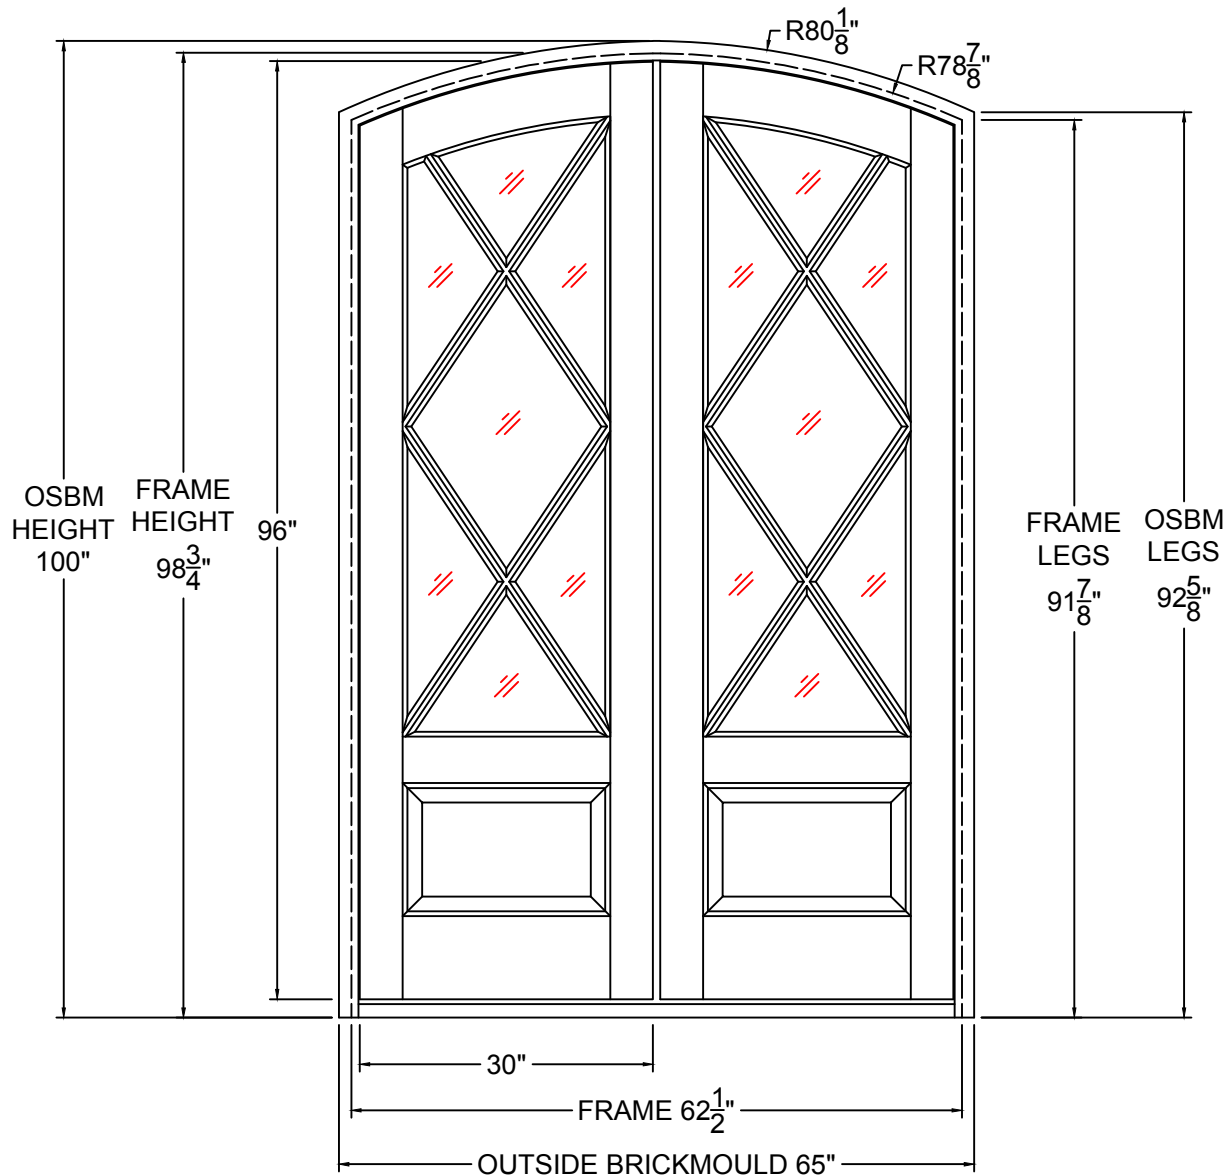 R80 1/8"
R78 7/8"
OSBM
HEIGHT
100"
FRAME
HEIGHT
98 3/4"
96"
FRAME
LEGS
91 7/8"
OSBM
LEGS
92 5/8"
30"
FRAME 62 1/2"
OUTSIDE BRICKMOULD 65"